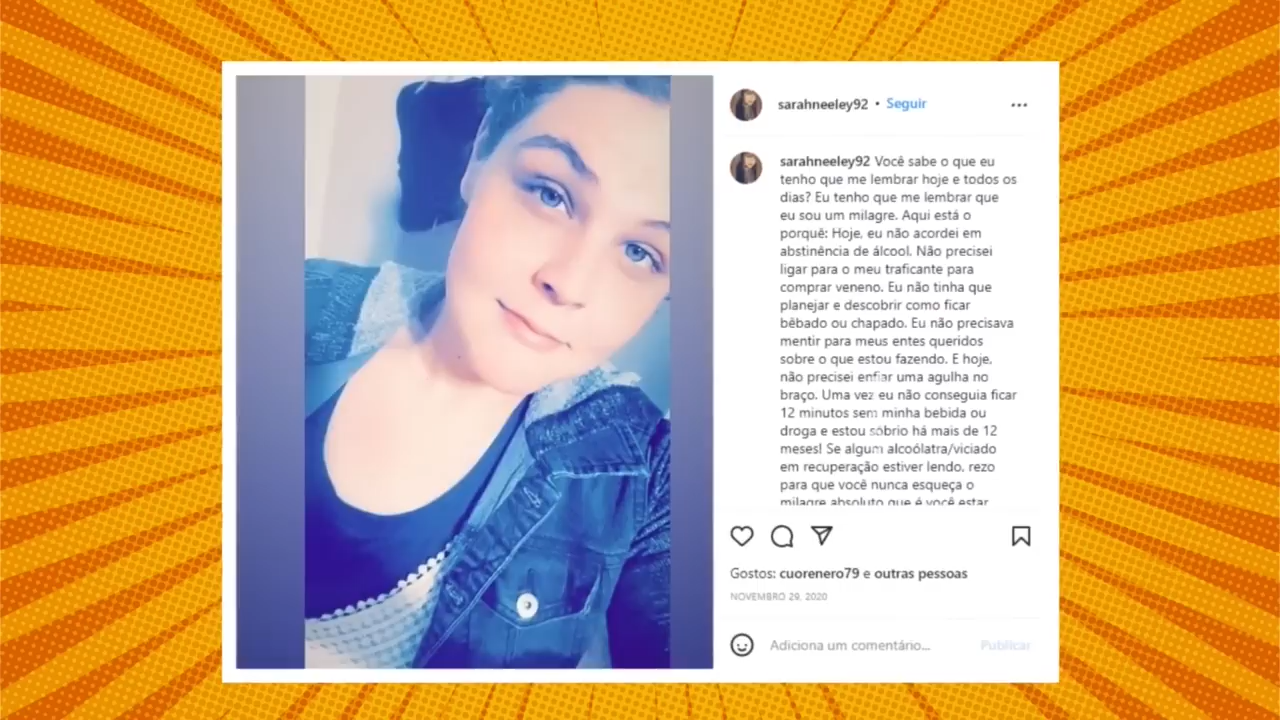 sarahneeley92 • Seguir
sarahneeley92 Você sabe o que eu
tenho que me lembrar hoje e todos os
dias? Eu tenho que me lembrar que
eu sou um milagre. Aqui está o
porquê: Hoje, eu não acordei em
abstinência de álcool. Não precisei
ligar para o meu traficante para
comprar veneno. Eu não tinha que
planejar e descobrir como ficar
bêbado ou chapado. Eu não precisava
mentir para meus entes queridos
sobre o que estou fazendo. E hoje,
não precisei enfiar uma agulha no
braço. Uma vez eu não conseguia ficar
12 minutos sem minha bebida ou
droga e estou sóbrio há mais de 12
meses! Se algum alcoólatra/viciado
em recuperação estiver lendo, rezo
para que você nunca esqueça o
milagre absoluto que é você estar
Gostos: cuorenero79 e outras pessoas
NOVEMBRO 29, 2020
Adiciona um comentário... Publicar